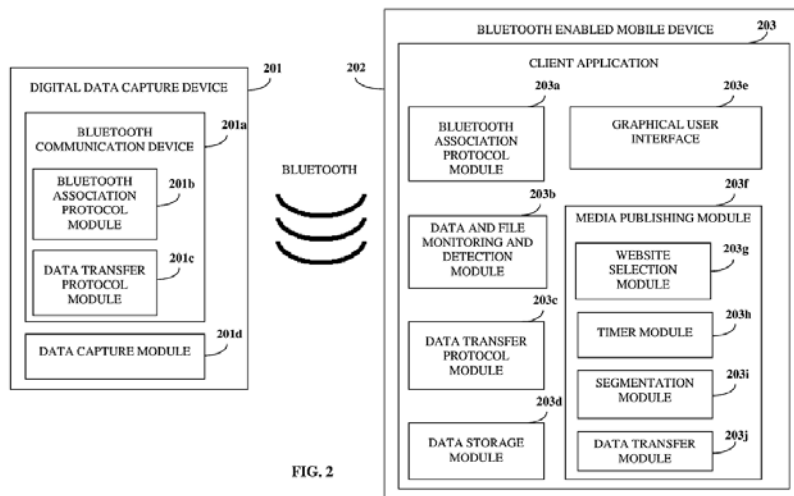 DIGITAL DATA CAPTURE DEVICE
201
BLUETOOTH
COMMUNICATION DEVICE
201a
BLUETOOTH
ASSOCIATION
PROTOCOL
MODULE
201b
DATA TRANSFER
PROTOCOL
MODULE
201c
DATA CAPTURE MODULE
201d
BLUETOOTH
202
BLUETOOTH ENABLED MOBILE DEVICE
203
CLIENT APPLICATION
203a
BLUETOOTH
ASSOCIATION
PROTOCOL MODULE
203e
GRAPHICAL USER
INTERFACE
203b
DATA AND FILE
MONITORING AND
DETECTION MODULE
203c
DATA TRANSFER
PROTOCOL
MODULE
203d
DATA STORAGE
MODULE
203f
MEDIA PUBLISHING MODULE
WEBSITE
SELECTION
MODULE
203g
TIMER MODULE
203h
SEGMENTATION
MODULE
203i
DATA TRANSFER
MODULE
203j
FIG. 2